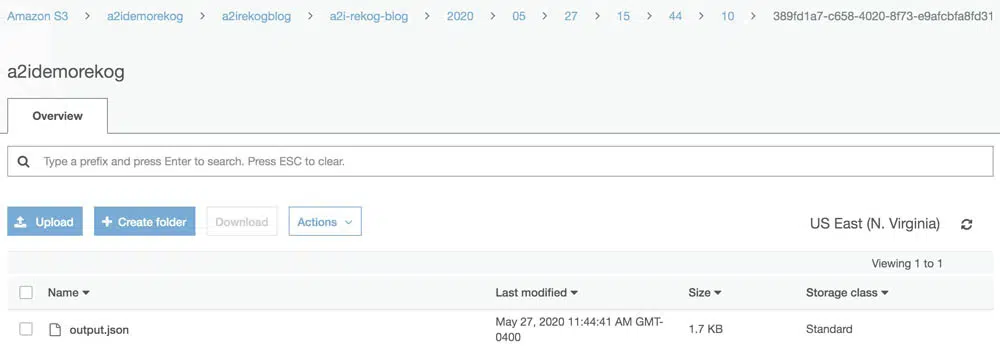 Amazon S3 > a2idemorekog > a2irekogblog > a2i-rekog-blog > 2020 > 05 > 27 > 15 > 44 > 10 > 389fd1a7-c658-4020-8f73-e9afcbfa8fd31
a2idemorekog
Overview
Type a prefix and press Enter to search. Press ESC to clear.
Upload + Create folder Download Actions US East (N. Virginia)
Viewing 1 to 1
Name Last modified Size Storage class
output.json May 27, 2020 11:44:41 AM GMT-0400 1.7 KB Standard